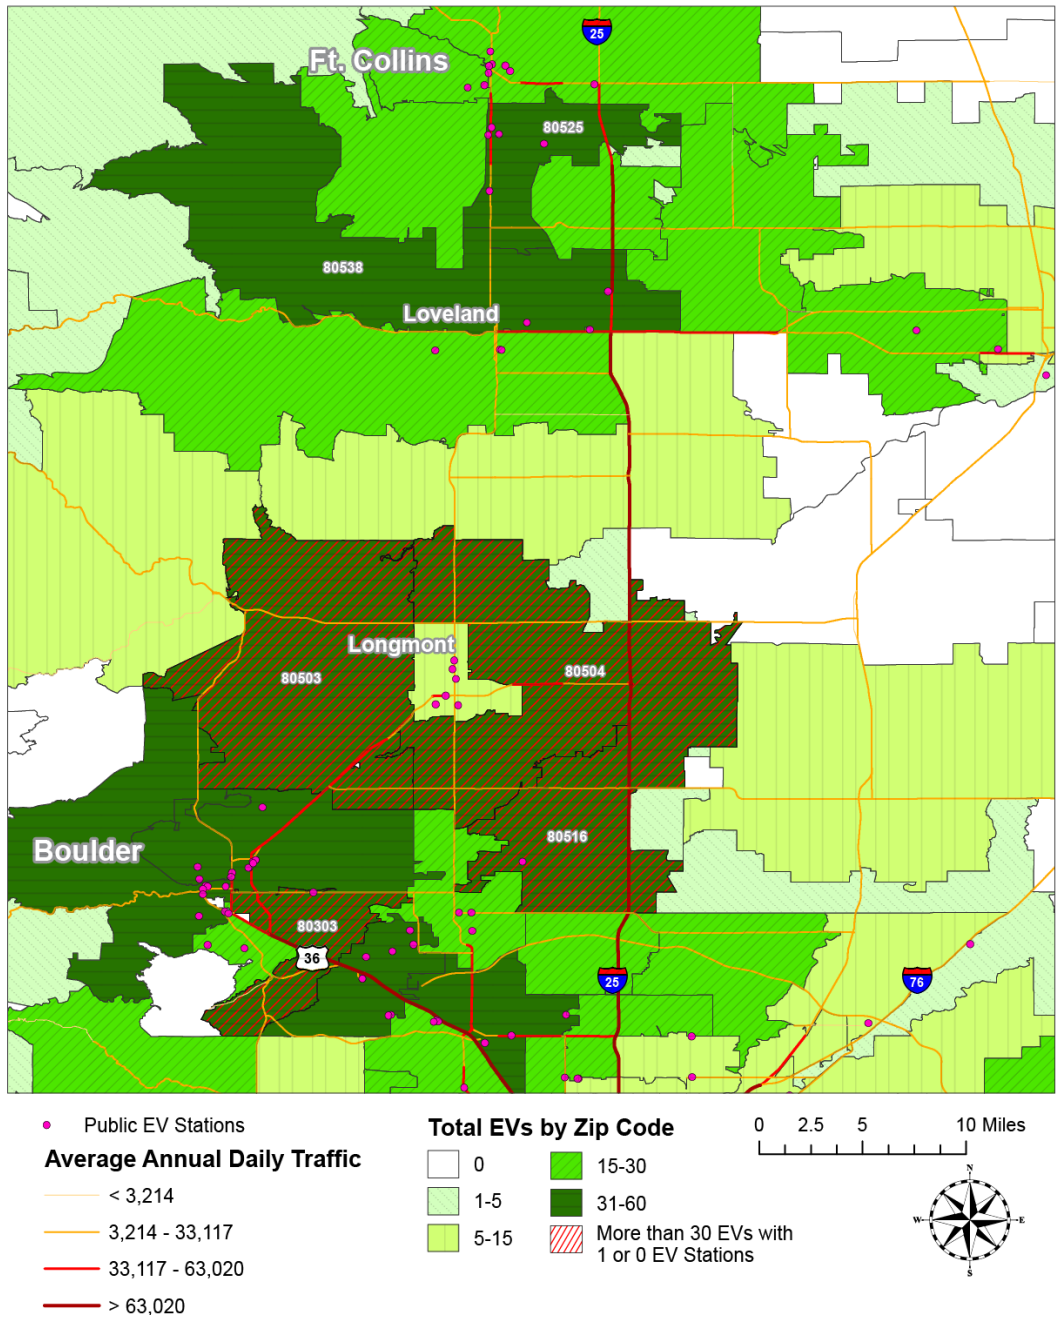 25
Ft. Collins
80525
80538
Loveland
Longmont
80503
80504
80516
Boulder
80303
36
25
76
Public EV Stations
Average Annual Daily Traffic
< 3,214
3,214 - 33,117
33,117 - 63,020
> 63,020
Total EVs by Zip Code
0
1-5
5-15
15-30
31-60
More than 30 EVs with
1 or 0 EV Stations
0 2.5 5 10 Miles
N
W E
S